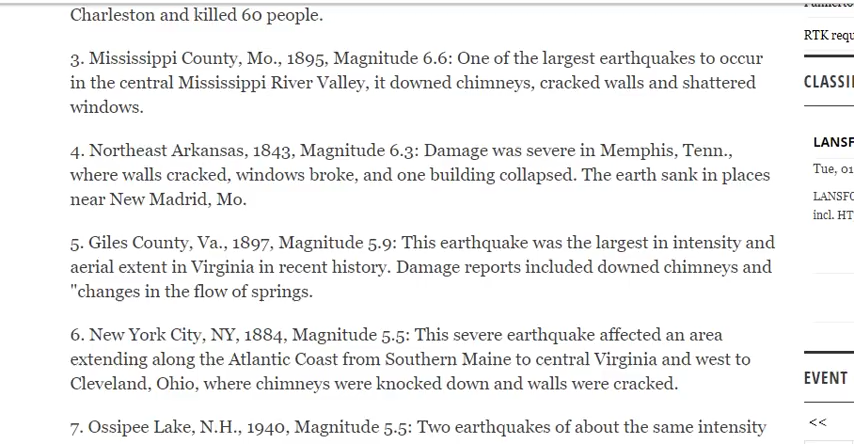 Charleston and killed 60 people.
3. Mississippi County, Mo., 1895, Magnitude 6.6: One of the largest earthquakes to occur
in the central Mississippi River Valley, it downed chimneys, cracked walls and shattered
windows.
4. Northeast Arkansas, 1843, Magnitude 6.3: Damage was severe in Memphis, Tenn.,
where walls cracked, windows broke, and one building collapsed. The earth sank in places
near New Madrid, Mo.
5. Giles County, Va., 1897, Magnitude 5.9: This earthquake was the largest in intensity and
aerial extent in Virginia in recent history. Damage reports included downed chimneys and
"changes in the flow of springs.
6. New York City, NY, 1884, Magnitude 5.5: This severe earthquake affected an area
extending along the Atlantic Coast from Southern Maine to central Virginia and west to
Cleveland, Ohio, where chimneys were knocked down and walls were cracked.
7. Ossipee Lake, N.H., 1940, Magnitude 5.5: Two earthquakes of about the same intensity
RTK requ
CLASSI
LANSF
Tue, 01
LANSFO
incl. HT
EVENT
<<